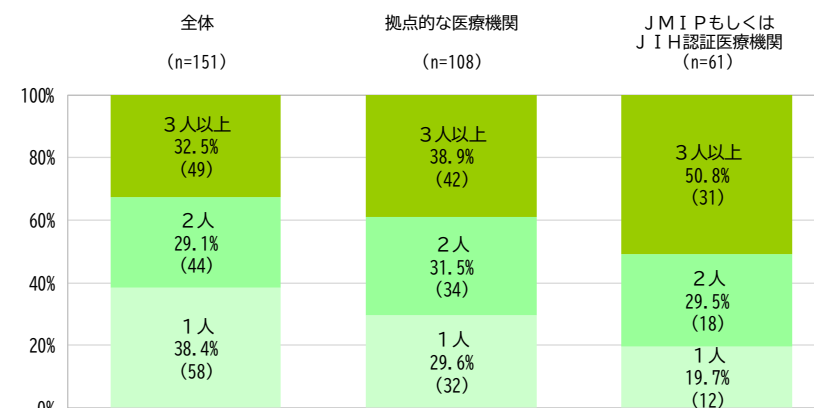 全体
(n=151)
拠点的な医療機関
(n=108)
ＪＭＩＰもしくは
ＪＩＨ認証医療機関
(n=61)
100%
80%
60%
40%
20%
0%
３人以上
32.5%
(49)
２人
29.1%
(44)
１人
38.4%
(58)
３人以上
38.9%
(42)
２人
31.5%
(34)
１人
29.6%
(32)
３人以上
50.8%
(31)
２人
29.5%
(18)
１人
19.7%
(12)